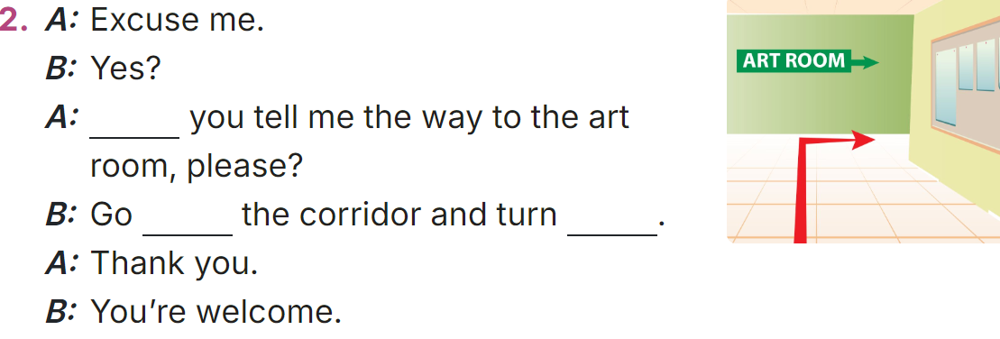 2. A: Excuse me.
B: Yes?
A: ______ you tell me the way to the art
room, please?
B: Go ______ the corridor and turn ______.
A: Thank you.
B: You're welcome.
ART ROOM